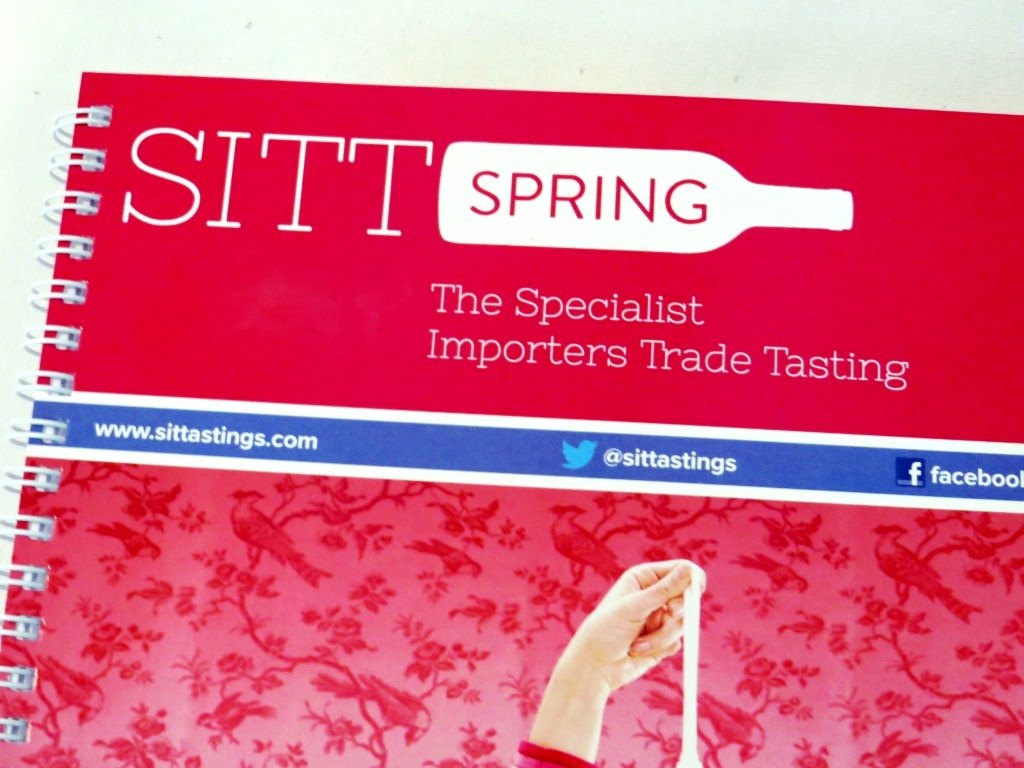 SITT SPRING
The Specialist
Importers Trade Tasting
www.sittastings.com @sittastings facebook